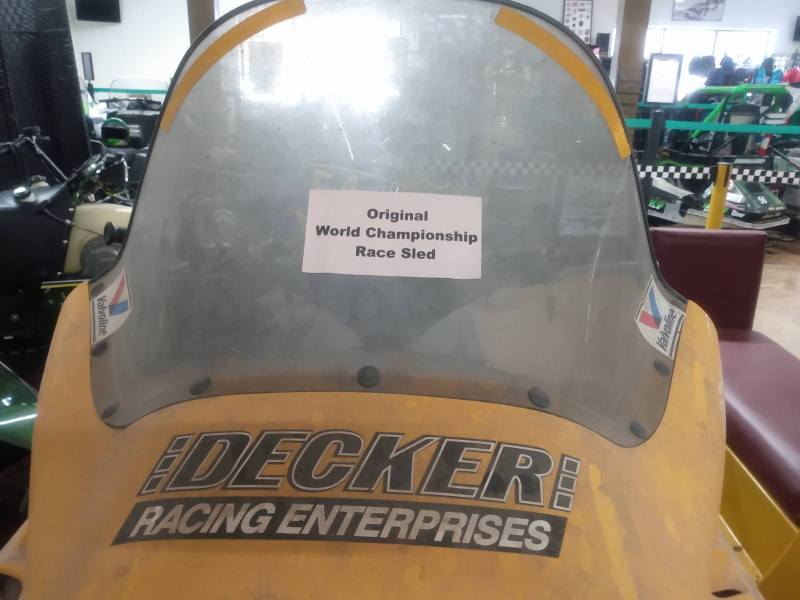 Original
World Championship
Race Sled
Valvoline
Valvoline
DECKER
RACING ENTERPRISES